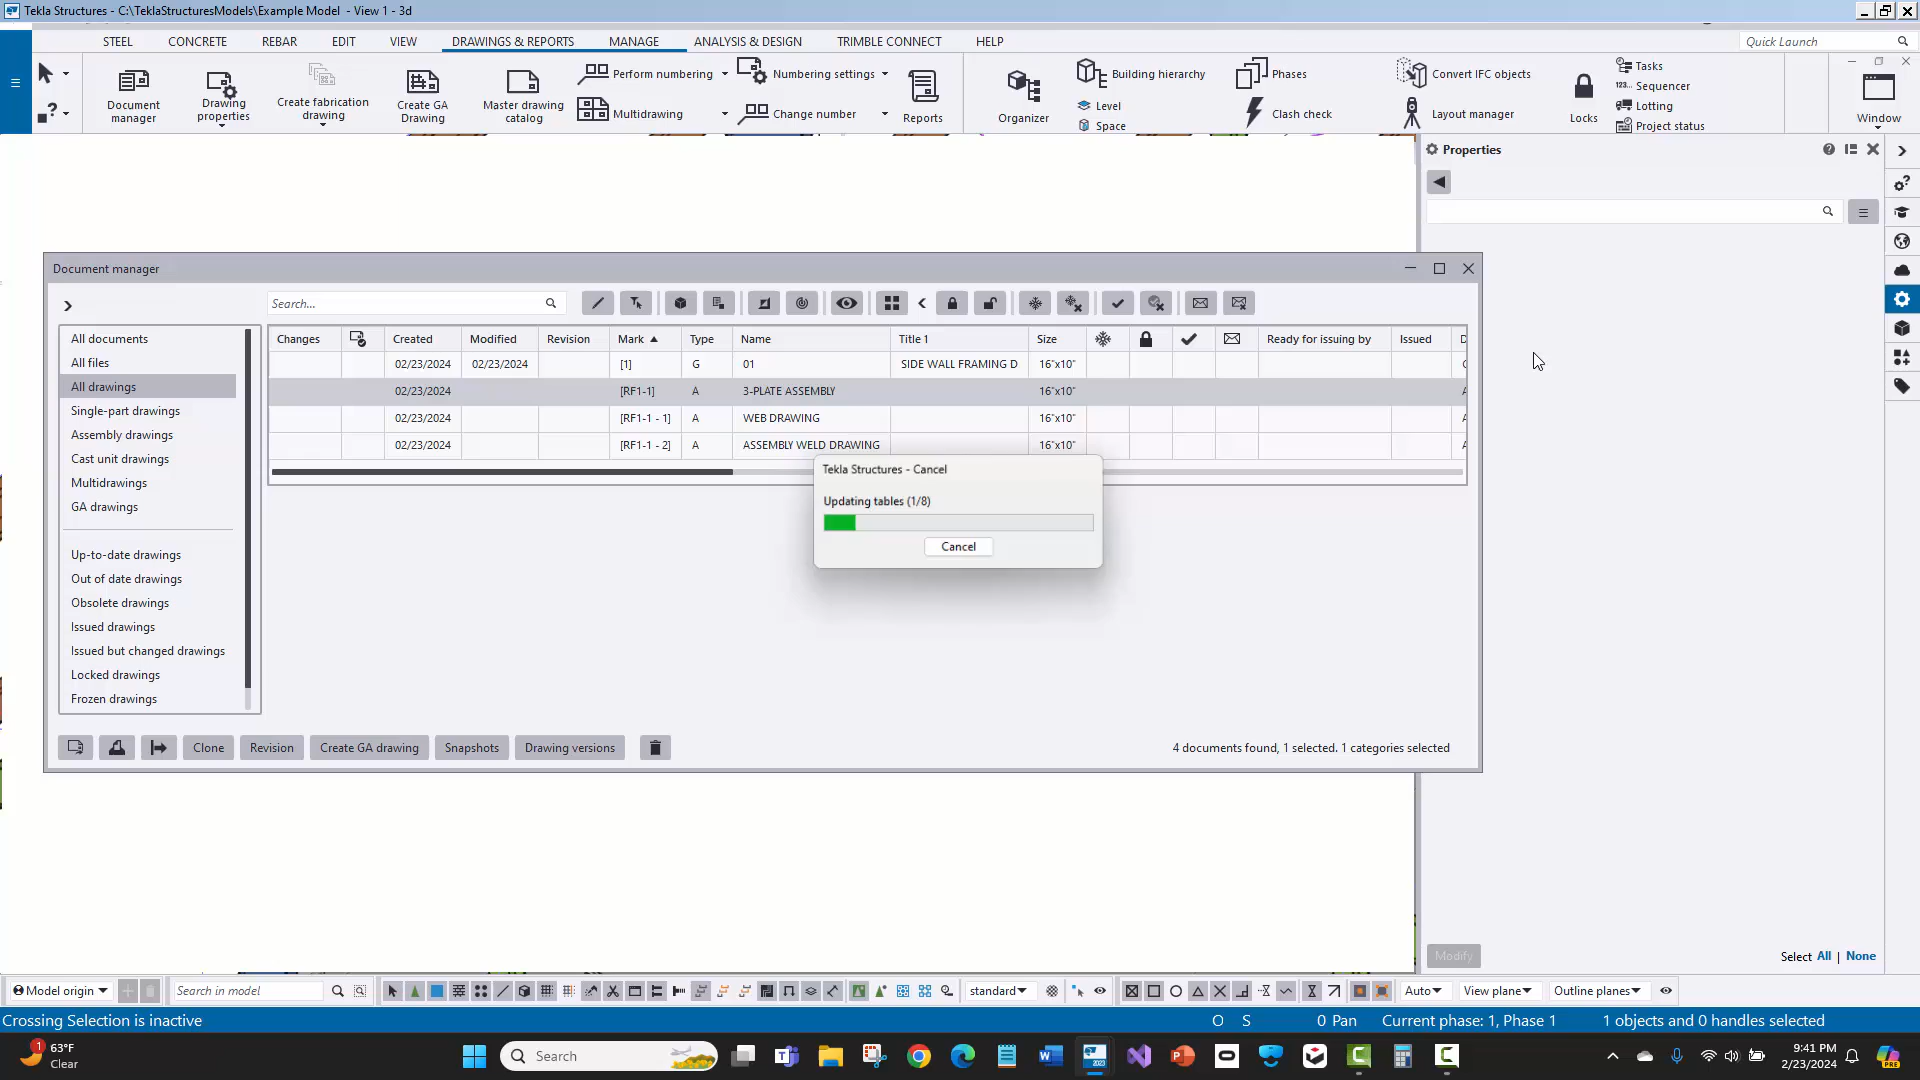 Tekla Structures - C:\TeklaStructuresModels\Example Model - View 1 - 3d
STEEL CONCRETE REBAR EDIT VIEW DRAWINGS & REPORTS MANAGE ANALYSIS & DESIGN TRIMBLE CONNECT HELP Quick Launch
Document manager
Drawing properties
Create fabrication drawing
Create GA Drawing
Master drawing catalog
Perform numbering
Multidrawing
Numbering settings
Change number
Reports
Organizer
Building hierarchy
Level
Space
Phases
Clash check
Convert IFC objects
Layout manager
Locks
Tasks
Sequencer
Lotting
Project status
Window
Properties
Document manager
Search...
All documents
All files
All drawings
Single-part drawings
Assembly drawings
Cast unit drawings
Multidrawings
GA drawings
Up-to-date drawings
Out of date drawings
Obsolete drawings
Issued drawings
Issued but changed drawings
Locked drawings
Frozen drawings
Changes Created Modified Revision Mark Type Name Title 1 Size Ready for issuing by Issued D
02/23/2024 02/23/2024 [1] G 01 SIDE WALL FRAMING D 16"x10"
02/23/2024 [RF1-1] A 3-PLATE ASSEMBLY 16"x10"
02/23/2024 [RF1-1 - 1] A WEB DRAWING 16"x10"
02/23/2024 [RF1-1 - 2] A ASSEMBLY WELD DRAWING 16"x10"
Tekla Structures - Cancel
Updating tables (1/8)
Cancel
Clone Revision Create GA drawing Snapshots Drawing versions 4 documents found, 1 selected. 1 categories selected
Modify Select All | None
Model origin Search in model standard Auto View plane Outline planes
Crossing Selection is inactive O S 0 Pan Current phase: 1, Phase 1 1 objects and 0 handles selected
1 63°F
Clear
Search
2023
PRE
9:41 PM
2/23/2024